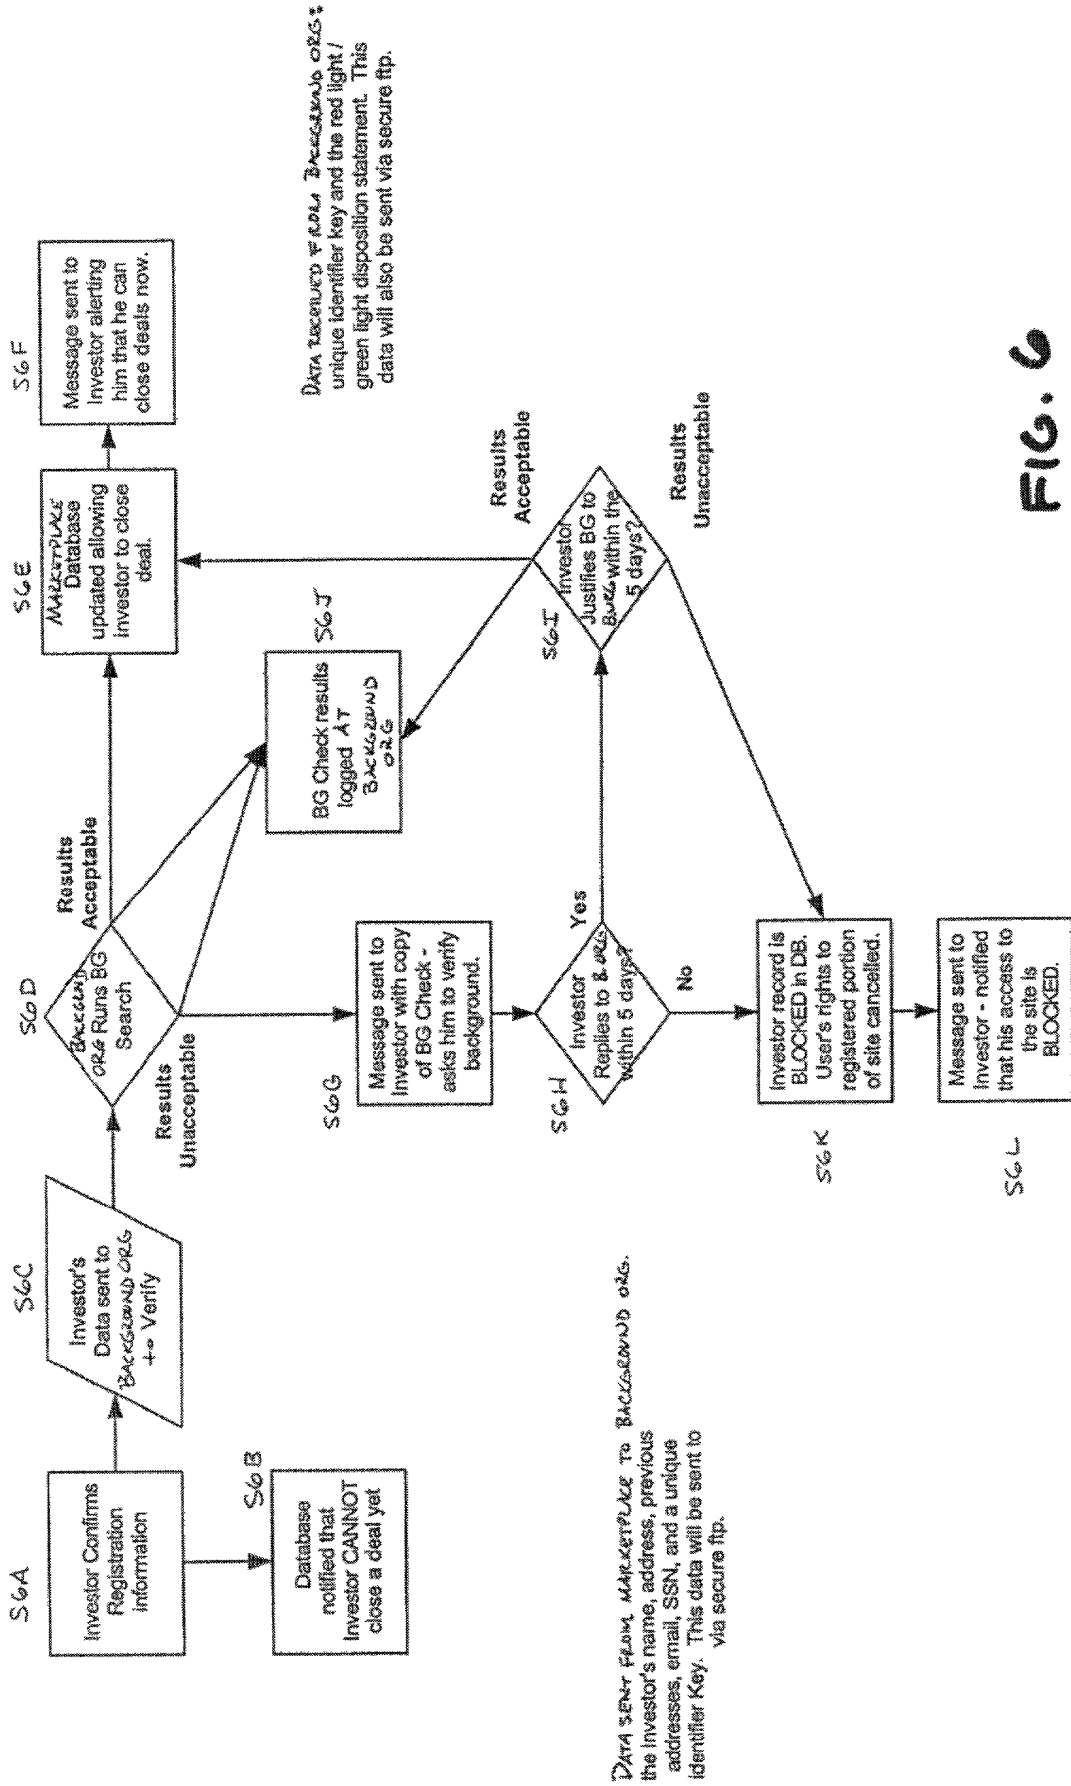 S6A
Investor Confirms
Registration
information
S6B
Database
notified that
Investor CANNOT
close a deal yet
S6C
Investor's
Data sent to
BACKGROUND ORG
to Verify
S6D
BACKGRND
ORG Runs BG
Search
Results
Acceptable
Results
Unacceptable
S6E
MARKETPLACE
Database
updated allowing
Investor to close
deal.
S6F
Message sent to
Investor alerting
him that he can
close deals now.
S6J
BG Check results
logged AT
BACKGROUND
ORG
S6G
Message sent to
Investor with copy
of BG Check -
asks him to verify
background.
S6H
Investor
Replies to B. ORG
within 5 days?
Yes
No
S6I
Investor
Justifies BG to
within the
5 days?
Results
Acceptable
Results
Unacceptable
S6K
Investor record is
BLOCKED in DB.
User's rights to
registered portion
of site cancelled.
S6L
Message sent to
Investor - notified
that his access to
the site is
BLOCKED.
DATA SENT FROM MARKETPLACE TO BACKGROUND ORG.
the Investor's name, address, previous
addresses, email, SSN, and a unique
identifier Key. This data will be sent to
via secure ftp.
DATA RECEIVED FROM BACKGROUND ORG:
unique identifier key and the red light /
green light disposition statement. This
data will also be sent via secure ftp.
FIG. 6